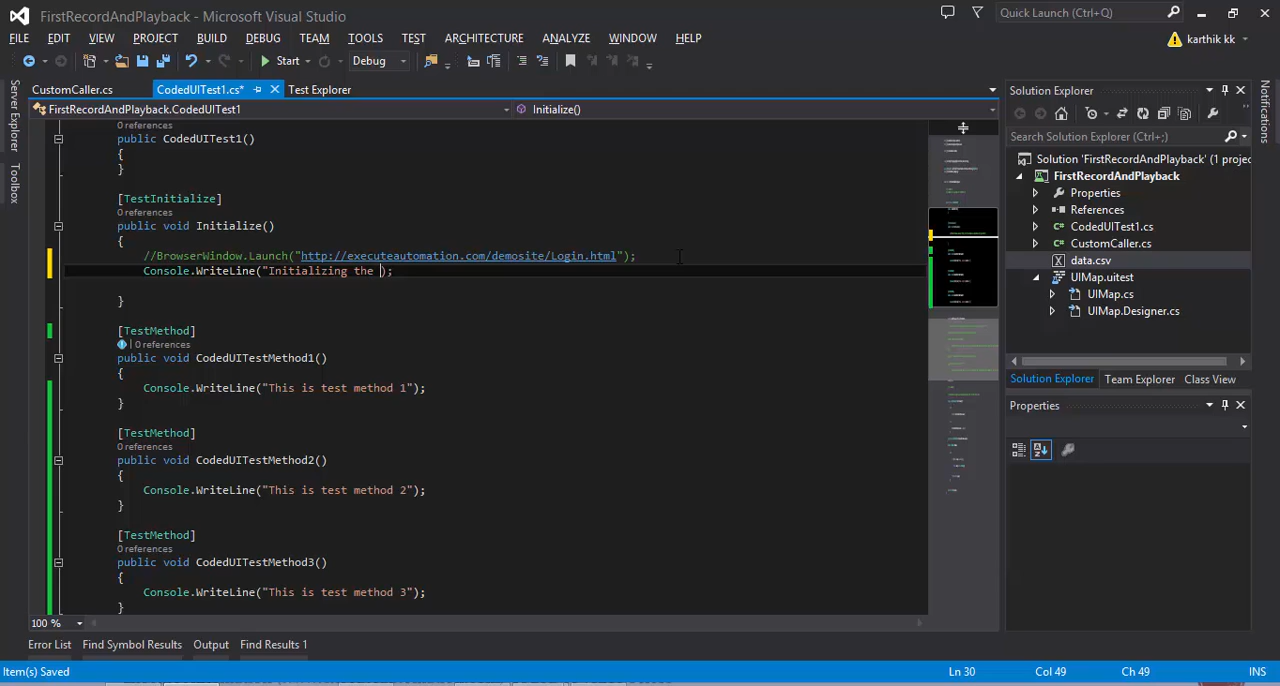 FirstRecordAndPlayback - Microsoft Visual Studio
Quick Launch (Ctrl+Q)
FILE EDIT VIEW PROJECT BUILD DEBUG TEAM TOOLS TEST ARCHITECTURE ANALYZE WINDOW HELP
karthik kk
Start
Debug
CustomCaller.cs
CodedUITest1.cs*
Test Explorer
FirstRecordAndPlayback.CodedUITest1
Initialize()
Server Explorer
Toolbox
0 references
public CodedUITest1()
{
}
[TestInitialize]
0 references
public void Initialize()
{
//BrowserWindow.Launch("http://executeautomation.com/demosite/Login.html");
Console.WriteLine("Initializing the );
}
[TestMethod]
| 0 references
public void CodedUITestMethod1()
{
Console.WriteLine("This is test method 1");
}
[TestMethod]
0 references
public void CodedUITestMethod2()
{
Console.WriteLine("This is test method 2");
}
[TestMethod]
0 references
public void CodedUITestMethod3()
{
Console.WriteLine("This is test method 3");
}
100 %
Error List Find Symbol Results Output Find Results 1
Item(s) Saved
Ln 30
Col 49
Ch 49
INS
Solution Explorer
Search Solution Explorer (Ctrl+;)
Solution 'FirstRecordAndPlayback' (1 projec
FirstRecordAndPlayback
Properties
References
CodedUITest1.cs
CustomCaller.cs
data.csv
UIMap.uitest
UIMap.cs
UIMap.Designer.cs
Solution Explorer Team Explorer Class View
Properties
Notifications